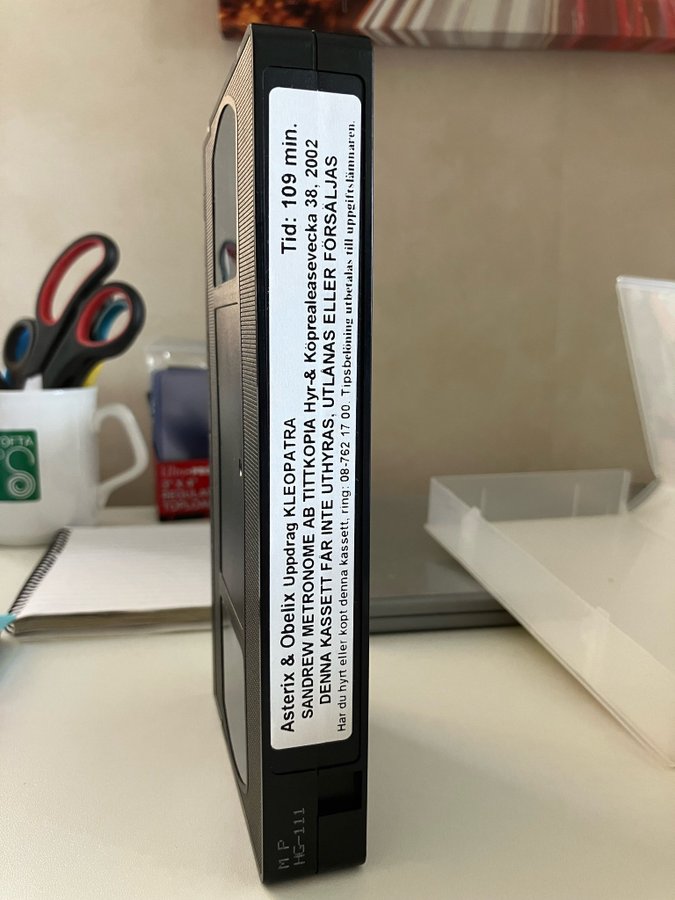 Asterix & Obelix Uppdrag KLEOPATRA Tid: 109 min.
SANDREW METRONOME AB TITTKOPIA Hyr-& Köprealeasevecka 38, 2002
DENNA KASSETT FÅR INTE UTHYRAS, UTLÅNAS ELLER FÖRSÄLJAS
Har du hyrt eller köpt denna kassett, ring: 08-762 17 00. Tipsbelöning utbetalas till uppgiftslämnaren.
M P
HG-111